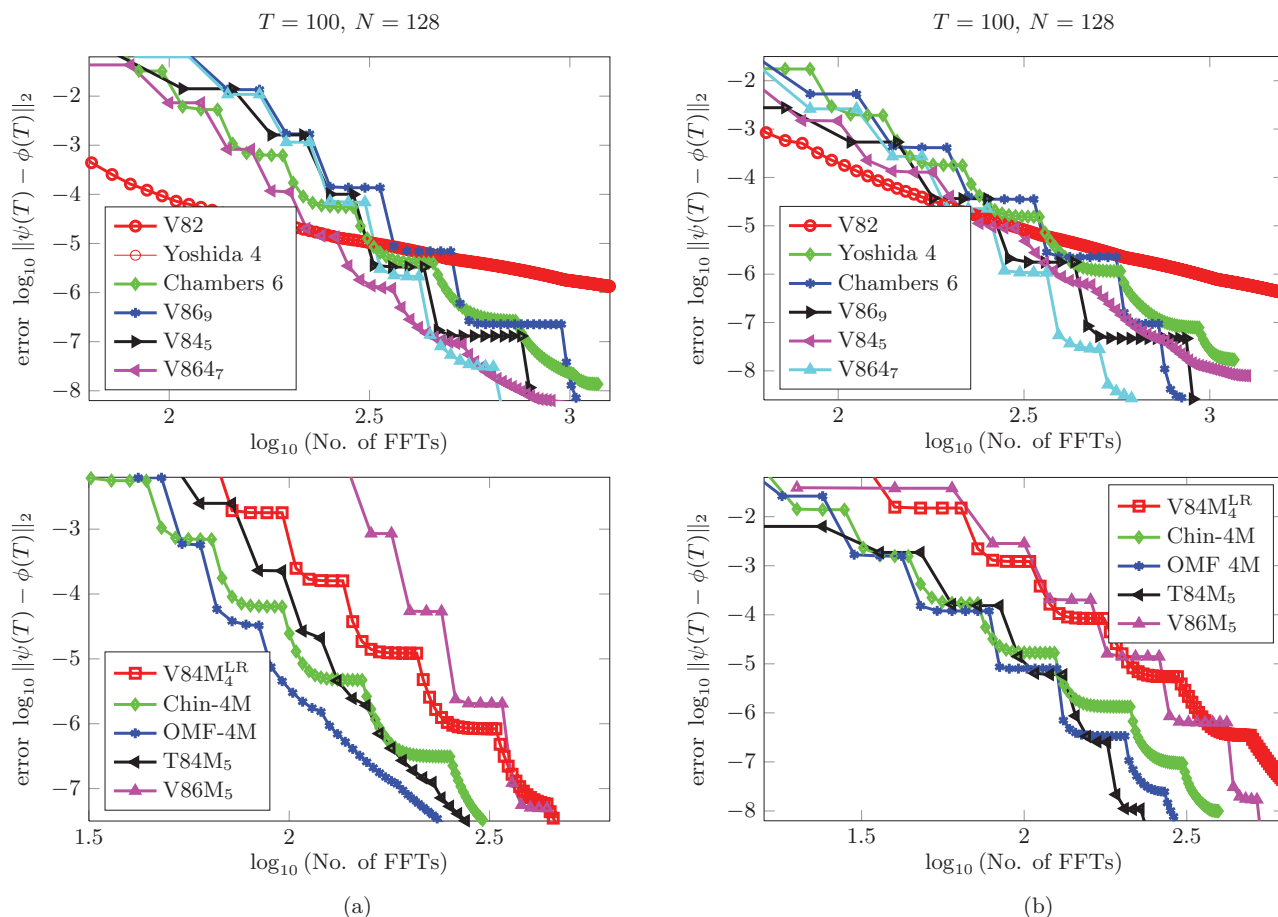 T = 100, N = 128
−2
−3
−4
−5
−6
−7
−8
error log₁₀ ||ψ(T) − ϕ(T)||₂
V82
Yoshida 4
Chambers 6
V86₉
V84₅
V864₇
2
2.5
3
log₁₀ (No. of FFTs)
T = 100, N = 128
−2
−3
−4
−5
−6
−7
−8
error log₁₀ ||ψ(T) − ϕ(T)||₂
V82
Yoshida 4
Chambers 6
V86₉
V84₅
V864₇
2
2.5
3
log₁₀ (No. of FFTs)
−3
−4
−5
−6
−7
error log₁₀ ||ψ(T) − ϕ(T)||₂
V84M₄ᴸᴿ
Chin-4M
OMF-4M
T84M₅
V86M₅
1.5
2
2.5
log₁₀ (No. of FFTs)
(a)
−2
−3
−4
−5
−6
−7
−8
error log₁₀ ||ψ(T) − ϕ(T)||₂
V84M₄ᴸᴿ
Chin-4M
OMF 4M
T84M₅
V86M₅
1.5
2
2.5
log₁₀ (No. of FFTs)
(b)